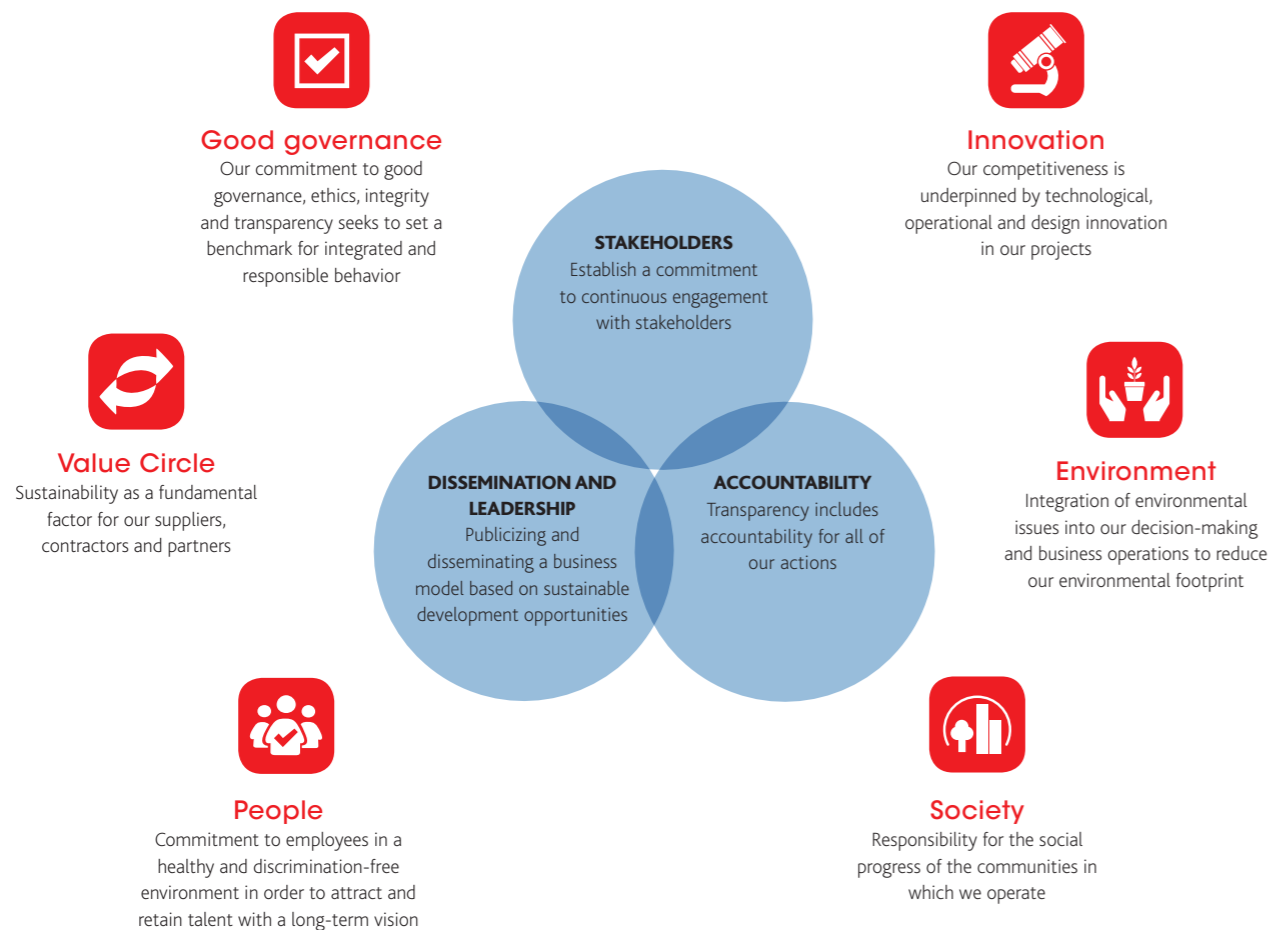 Good governance
Our commitment to good
governance, ethics, integrity
and transparency seeks to set a
benchmark for integrated and
responsible behavior
Innovation
Our competitiveness is
underpinned by technological,
operational and design innovation
in our projects
STAKEHOLDERS
Establish a commitment
to continuous engagement
with stakeholders
Value Circle
Sustainability as a fundamental
factor for our suppliers,
contractors and partners
DISSEMINATION AND
LEADERSHIP
Publicizing and
disseminating a business
model based on sustainable
development opportunities
ACCOUNTABILITY
Transparency includes
accountability for all of
our actions
Environment
Integration of environmental
issues into our decision-making
and business operations to reduce
our environmental footprint
People
Commitment to employees in a
healthy and discrimination-free
environment in order to attract and
retain talent with a long-term vision
Society
Responsibility for the social
progress of the communities in
which we operate